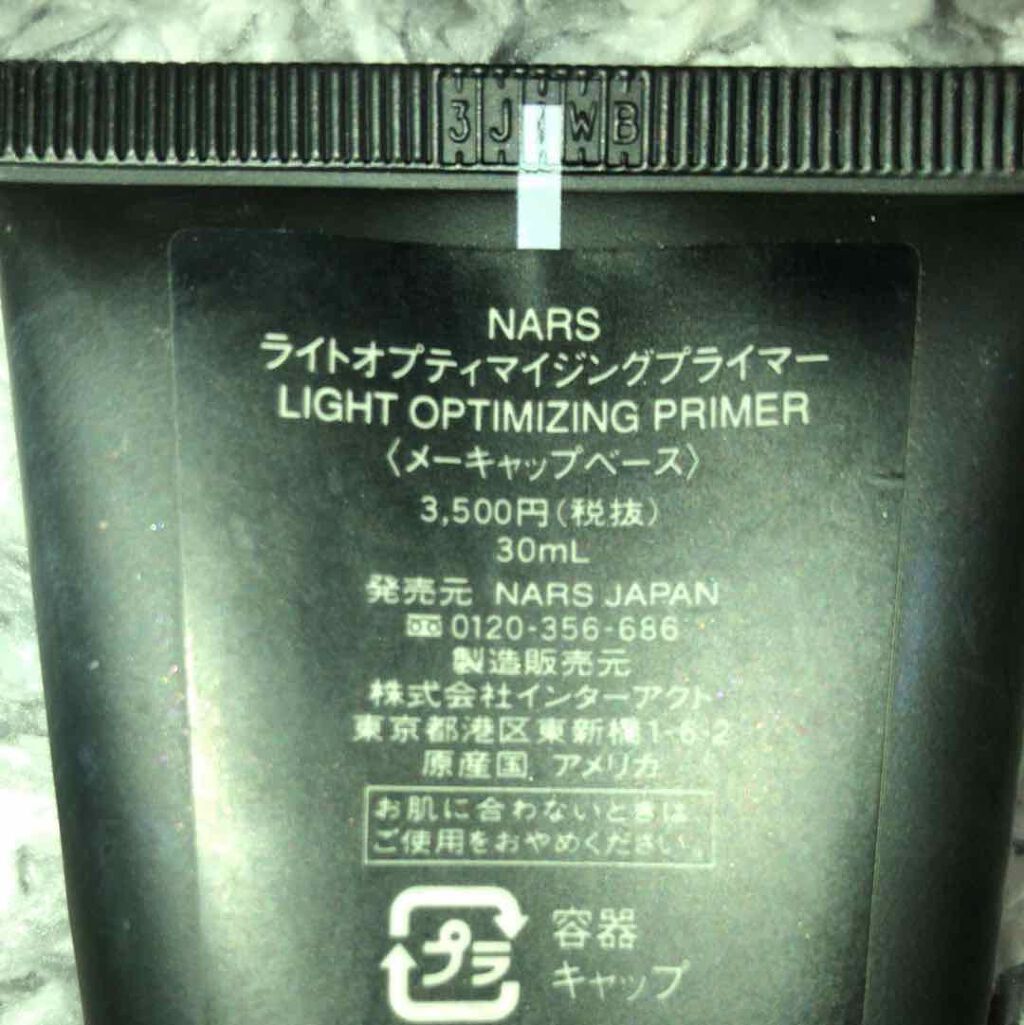 3J WB
NARS
ライトオプティマイジングプライマー
LIGHT OPTIMIZING PRIMER
〈メーキャップベース〉
3,500円(税抜)
30mL
発売元 NARS JAPAN
0120-356-686
製造販売元
株式会社インターアクト
東京都港区東新橋1-6-2
原産国 アメリカ
お肌に合わないときは、
ご使用をおやめください。
プラ 容器
キャップ